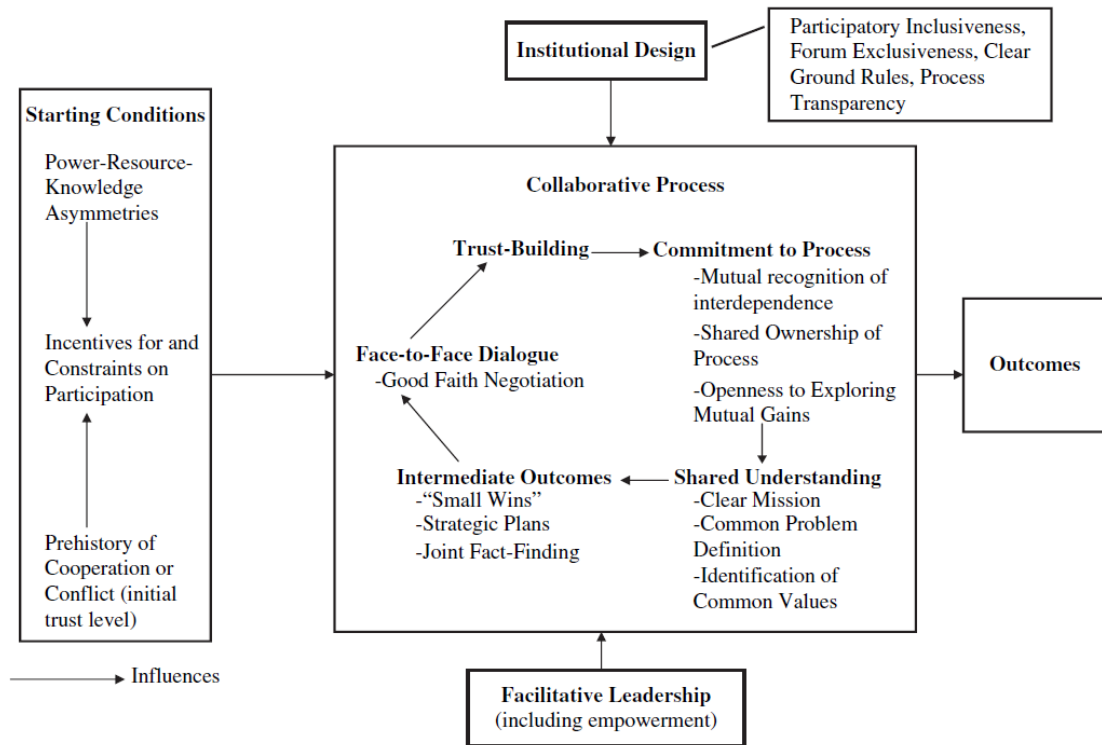 Institutional Design
Participatory Inclusiveness,
Forum Exclusiveness, Clear
Ground Rules, Process
Transparency
Starting Conditions
Power-Resource-
Knowledge
Asymmetries
Incentives for and
Constraints on
Participation
Prehistory of
Cooperation or
Conflict (initial
trust level)
Influences
Collaborative Process
Trust-Building
Commitment to Process
-Mutual recognition of
interdependence
-Shared Ownership of
Process
-Openness to Exploring
Mutual Gains
Face-to-Face Dialogue
-Good Faith Negotiation
Intermediate Outcomes
-“Small Wins”
-Strategic Plans
-Joint Fact-Finding
Shared Understanding
-Clear Mission
-Common Problem
Definition
-Identification of
Common Values
Outcomes
Facilitative Leadership
(including empowerment)